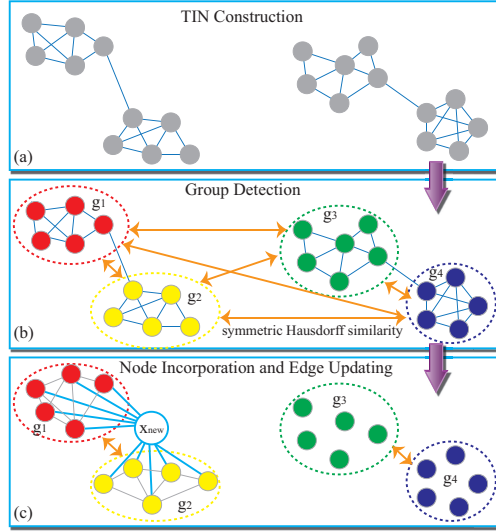 TIN Construction
(a)
Group Detection
g1
g3
g2
g4
symmetric Hausdorff similarity
(b)
Node Incorporation and Edge Updating
g1
xnew
g3
g2
g4
(c)